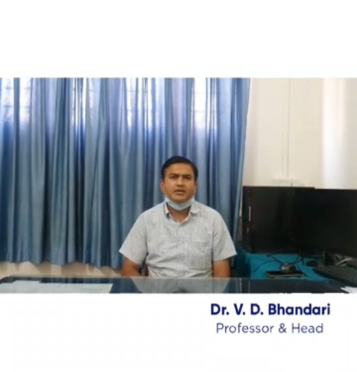 Dr. V. D. Bhandari
Professor & Head